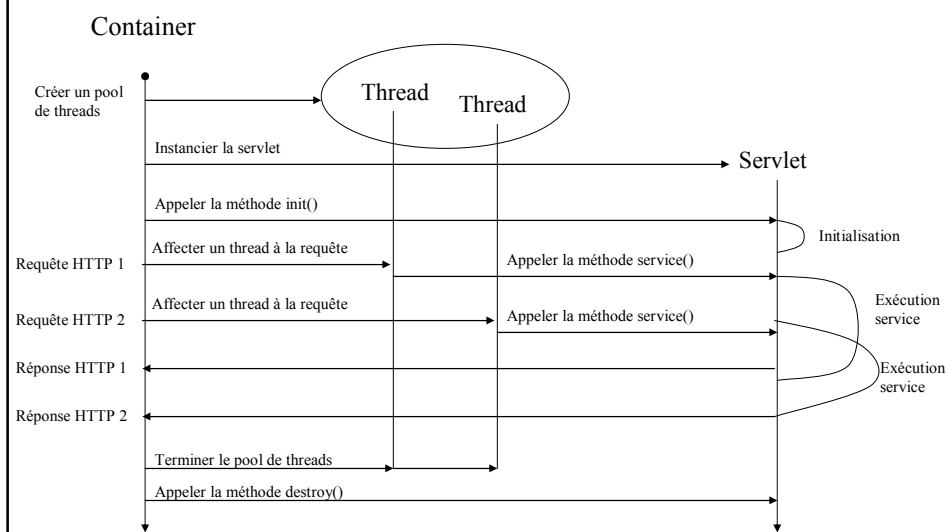 Container
Créer un pool
de threads
Thread
Thread
Instancier la servlet
Servlet
Appeler la méthode init()
Initialisation
Affecter un thread à la requête
Requête HTTP 1
Appeler la méthode service()
Affecter un thread à la requête
Exécution
service
Requête HTTP 2
Appeler la méthode service()
Réponse HTTP 1
Exécution
service
Réponse HTTP 2
Terminer le pool de threads
Appeler la méthode destroy()